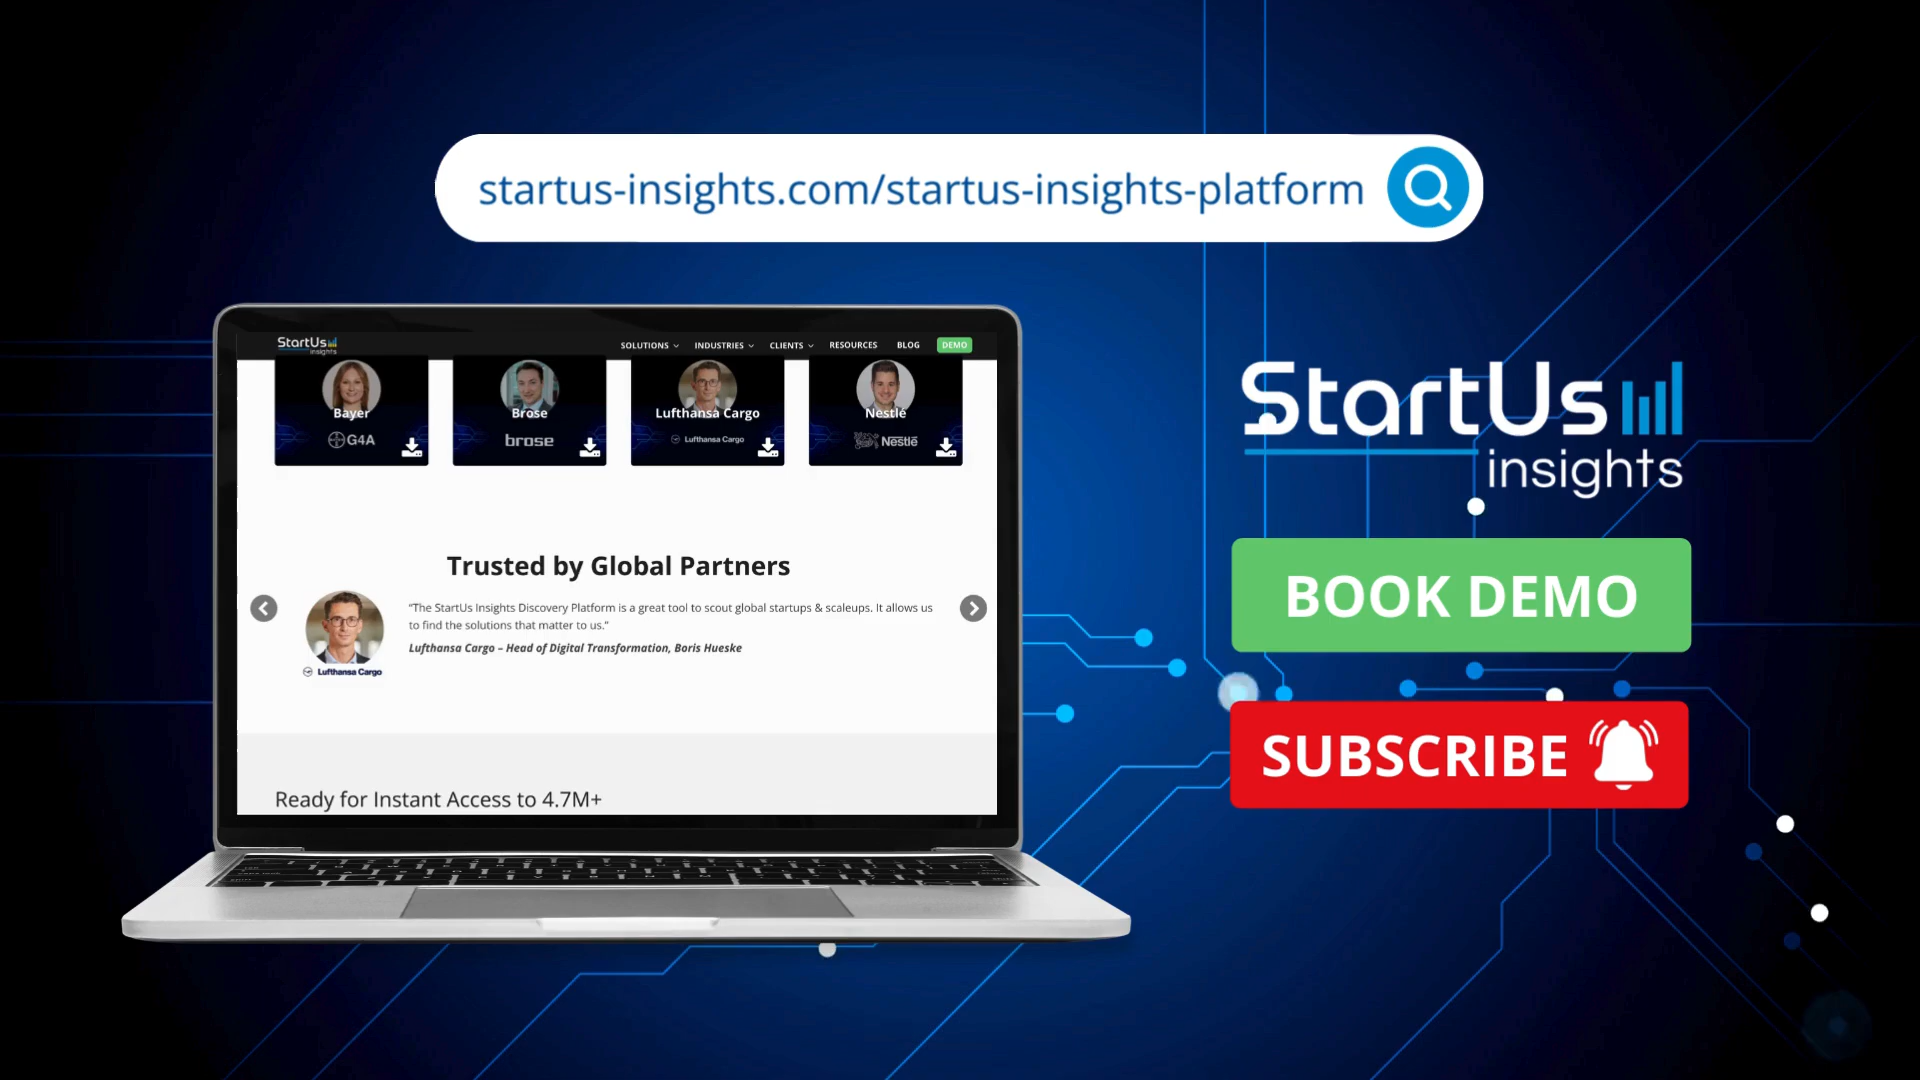 startus-insights.com/startus-insights-platform
StartUs
insights
SOLUTIONS INDUSTRIES CLIENTS RESOURCES BLOG DEMO
Bayer Brose Lufthansa Cargo Nestlé
G4A brose Lufthansa Cargo Nestlé
Trusted by Global Partners
“The StartUs Insights Discovery Platform is a great tool to scout global startups & scaleups. It allows us
to find the solutions that matter to us.”
Lufthansa Cargo – Head of Digital Transformation, Boris Hueske
Lufthansa Cargo
Ready for Instant Access to 4.7M+
StartUs
insights
BOOK DEMO
SUBSCRIBE